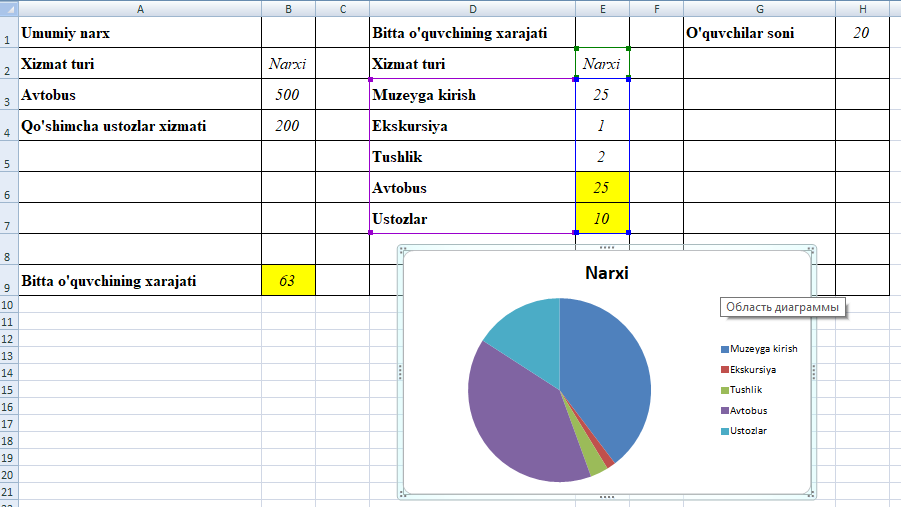 A B C D E F G H
1 Umumiy narx Bitta o'quvchining xarajati O'quvchilar soni 20
2 Xizmat turi Narxi Xizmat turi Narxi
3 Avtobus 500 Muzeyga kirish 25
4 Qo'shimcha ustozlar xizmati 200 Ekskursiya 1
5 Tushlik 2
6 Avtobus 25
7 Ustozlar 10
8
9 Bitta o'quvchining xarajati 63
Narxi
10
Область диаграммы
11
12
13
Muzeyga kirish
14
Ekskursiya
15
Tushlik
16
Avtobus
17
Ustozlar
18
19
20
21